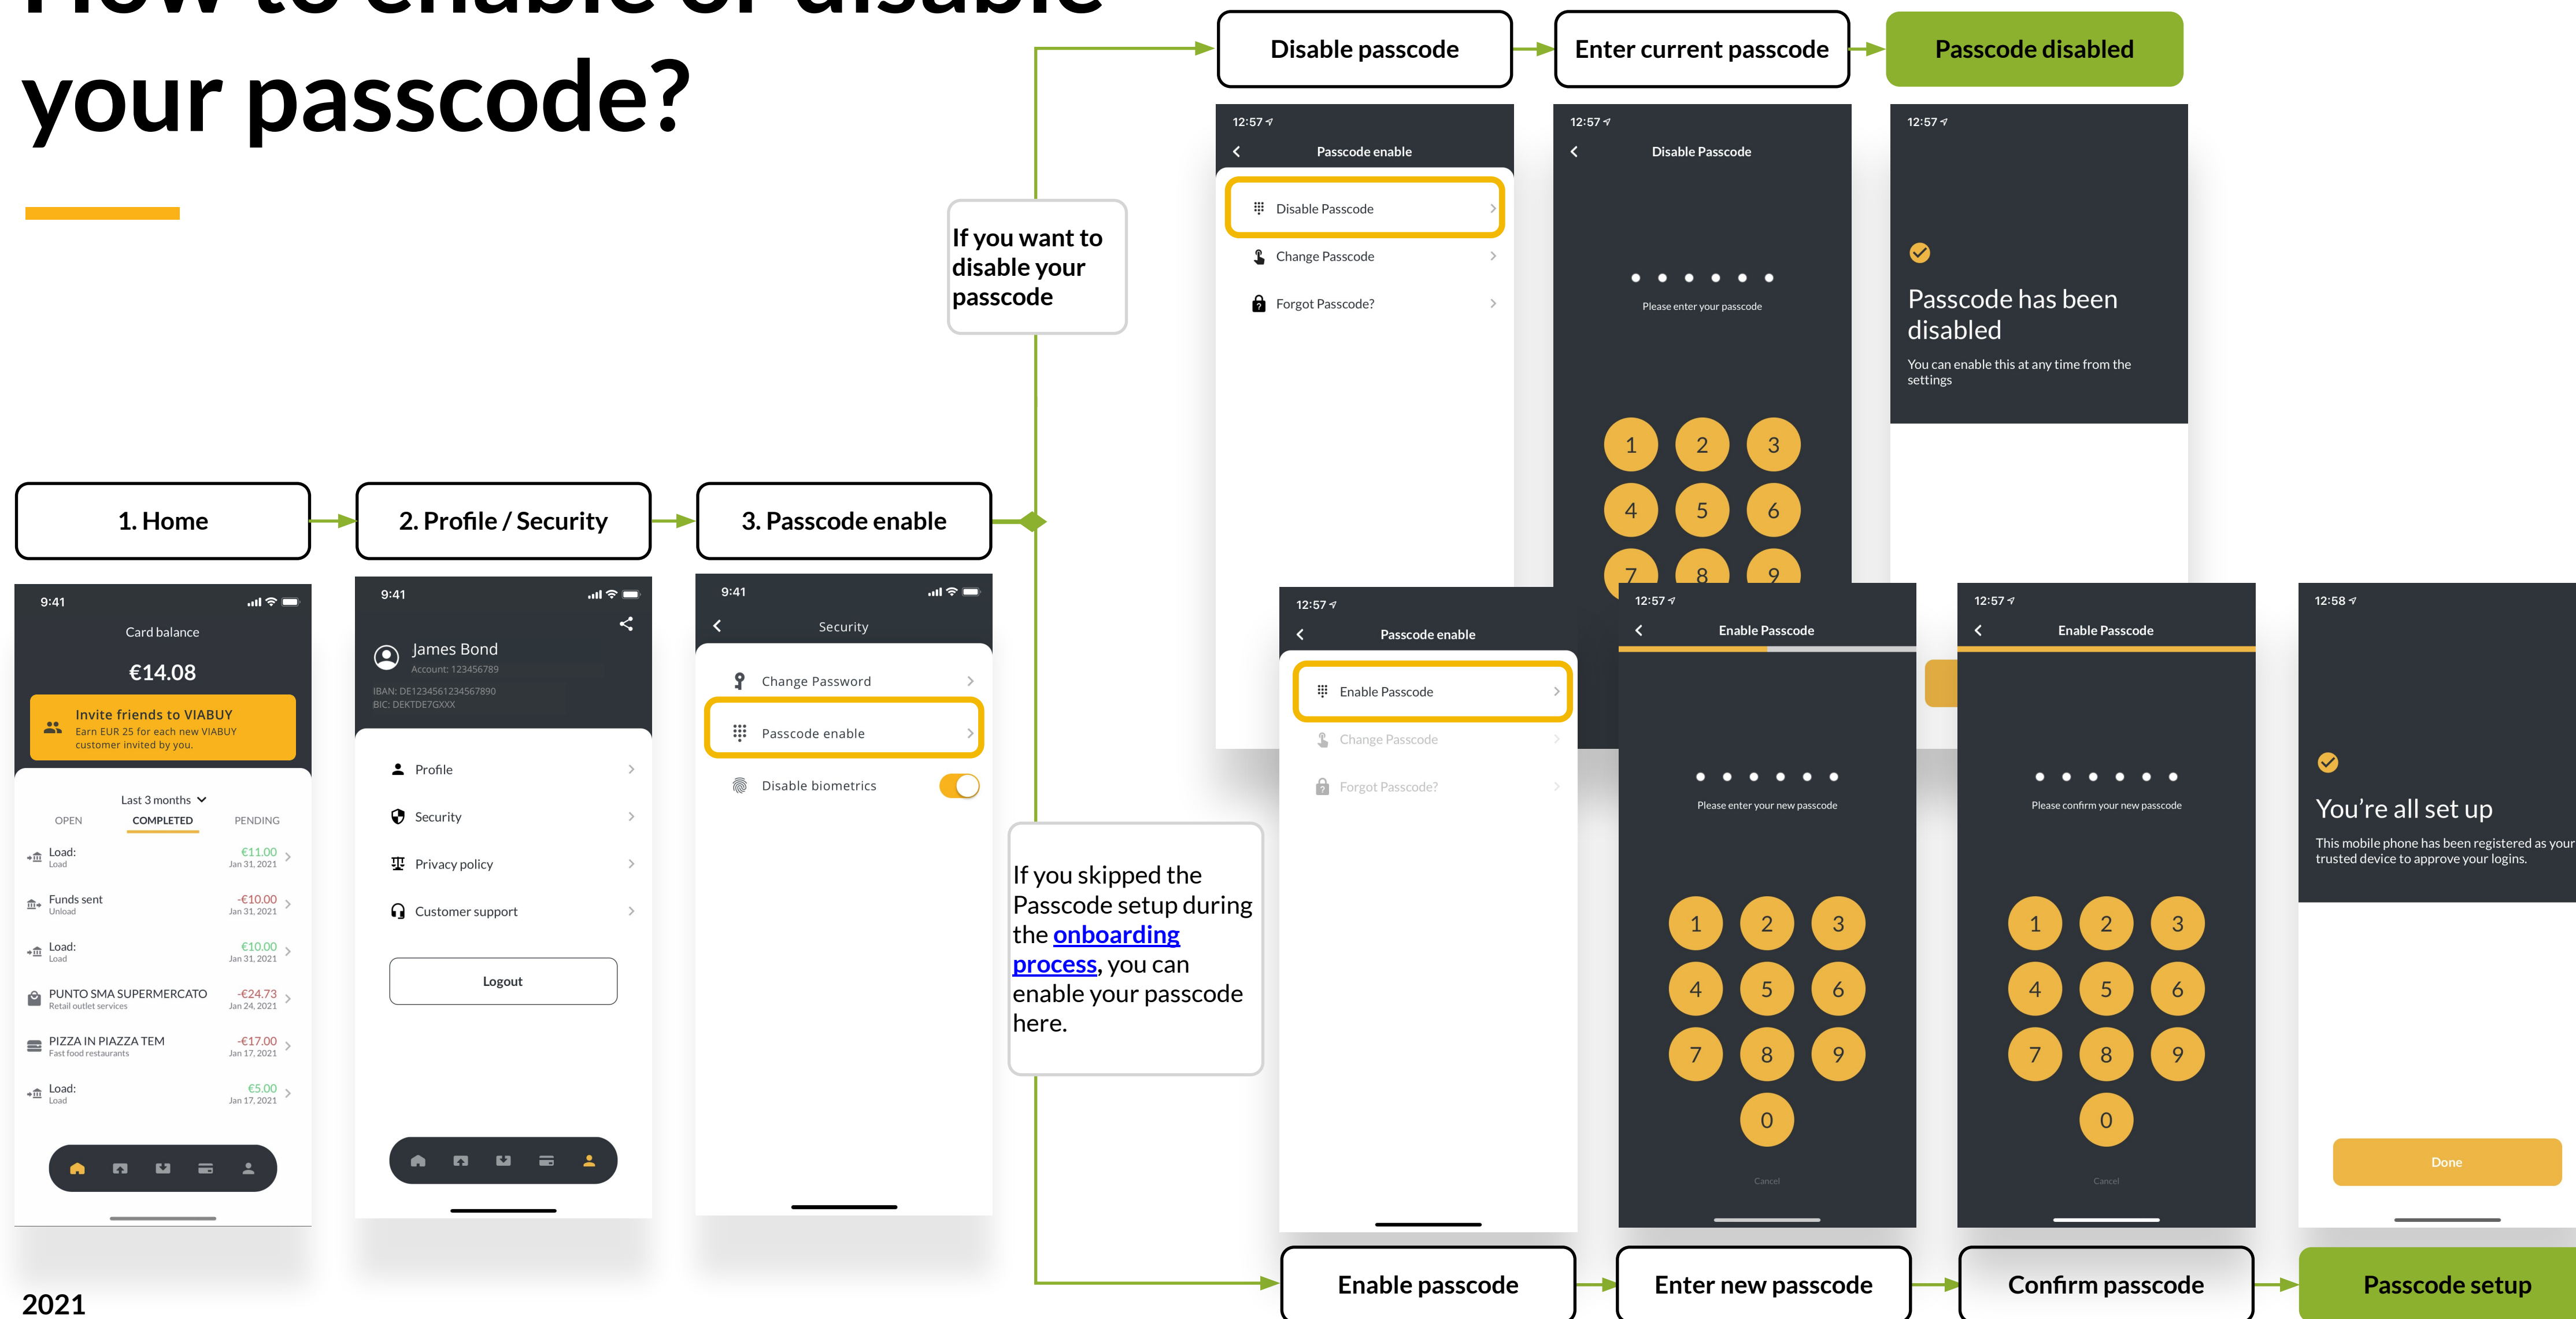 How to enable or disable
your passcode?
Disable passcode
Enter current passcode
Passcode disabled
If you want to
disable your
passcode
12:57
Passcode enable
Disable Passcode
Change Passcode
Forgot Passcode?
12:57
Disable Passcode
Please enter your passcode
1 2 3
4 5 6
7 8 9
12:57
Passcode has been
disabled
You can enable this at any time from the
settings
1. Home
2. Profile / Security
3. Passcode enable
9:41
Card balance
€14.08
Invite friends to VIABUY
Earn EUR 25 for each new VIABUY
customer invited by you.
Last 3 months
OPEN COMPLETED PENDING
Load: €11.00
Load Jan 31, 2021
Funds sent -€10.00
Unload Jan 31, 2021
Load: €10.00
Load Jan 31, 2021
PUNTO SMA SUPERMERCATO -€24.73
Retail outlet services Jan 24, 2021
PIZZA IN PIAZZA TEM -€17.00
Fast food restaurants Jan 17, 2021
Load: €5.00
Load Jan 17, 2021
9:41
James Bond
Account: 123456789
IBAN: DE1234561234567890
BIC: DEKTDE7GXXX
Profile
Security
Privacy policy
Customer support
Logout
9:41
Security
Change Password
Passcode enable
Disable biometrics
If you skipped the
Passcode setup during
the onboarding
process, you can
enable your passcode
here.
12:57
Passcode enable
Enable Passcode
Change Passcode
Forgot Passcode?
12:57
Enable Passcode
Please enter your new passcode
1 2 3
4 5 6
7 8 9
0
Cancel
12:57
Enable Passcode
Please confirm your new passcode
1 2 3
4 5 6
7 8 9
0
Cancel
12:58
You're all set up
This mobile phone has been registered as your
trusted device to approve your logins.
Done
Enable passcode
Enter new passcode
Confirm passcode
Passcode setup
2021